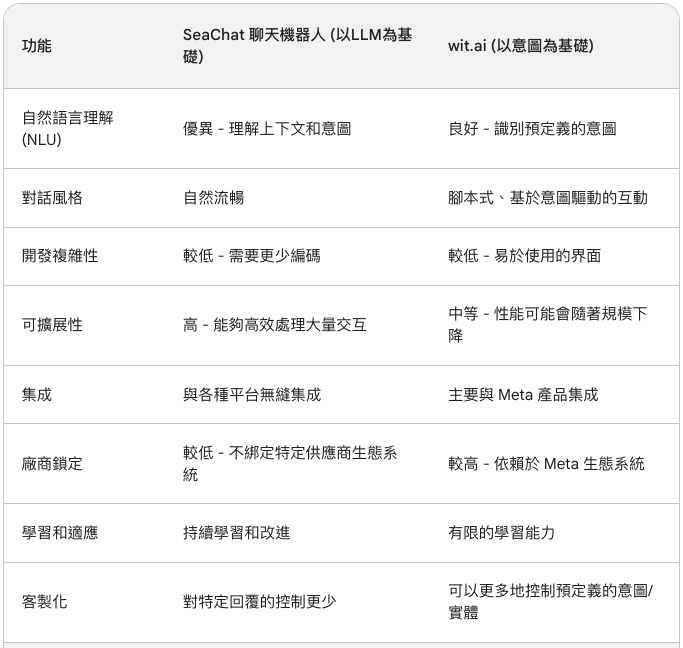 功能
SeaChat 聊天機器人 (以LLM為基
礎)
wit.ai (以意圖為基礎)
自然語言理解
(NLU)
優異 - 理解上下文和意圖
良好 - 識別預定義的意圖
對話風格
自然流暢
腳本式、基於意圖驅動的互動
開發複雜性
較低 - 需要更少編碼
較低 - 易於使用的界面
可擴展性
高 - 能夠高效處理大量交互
中等 - 性能可能會隨著規模下
降
集成
與各種平台無縫集成
主要與 Meta 產品集成
廠商鎖定
較低 - 不綁定特定供應商生態系
統
較高 - 依賴於 Meta 生態系統
學習和適應
持續學習和改進
有限的學習能力
客製化
對特定回覆的控制更少
可以更多地控制預定義的意圖/
實體